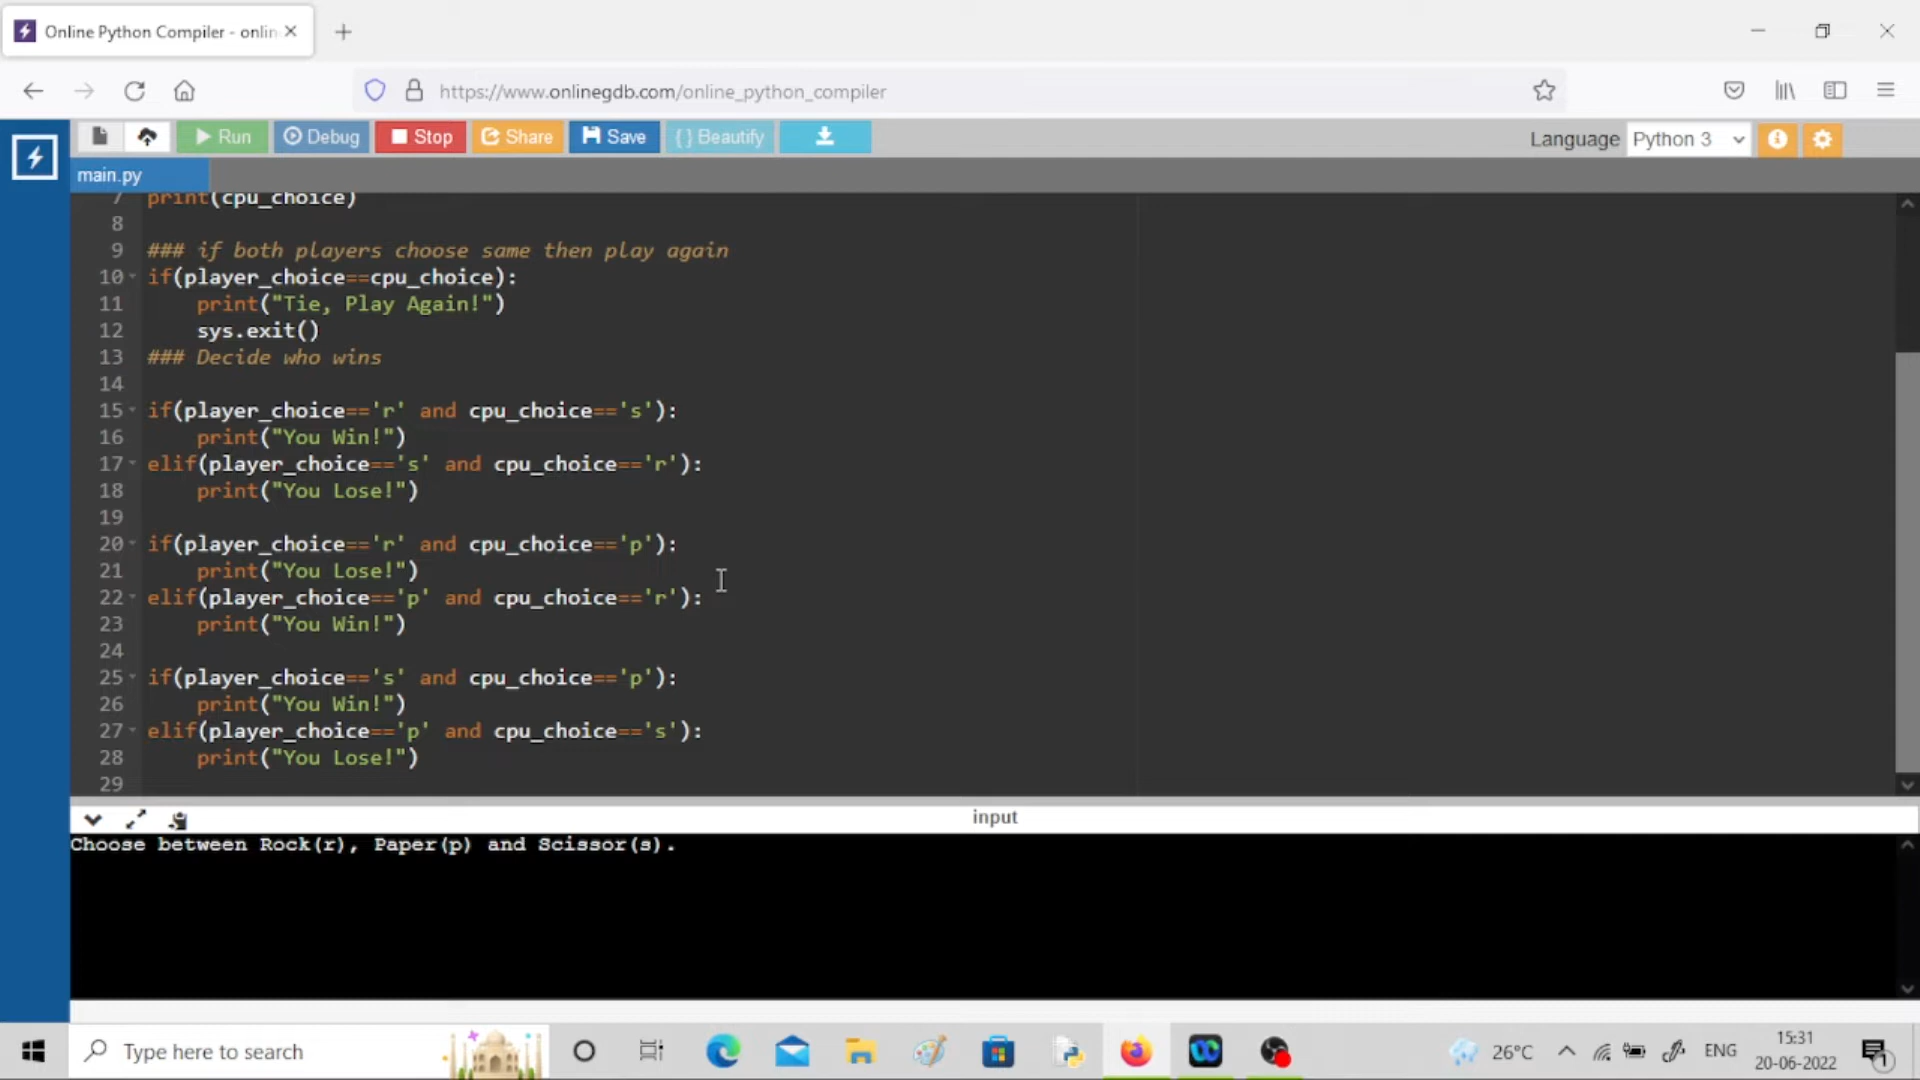 Online Python Compiler - onlin
https://www.onlinegdb.com/online_python_compiler
Run Debug Stop Share Save {} Beautify Language Python 3
main.py
7 print(cpu_choice)
8
9 ### if both players choose same then play again
10 if(player_choice==cpu_choice):
11     print("Tie, Play Again!")
12     sys.exit()
13 ### Decide who wins
14
15 if(player_choice=='r' and cpu_choice=='s'):
16     print("You Win!")
17 elif(player_choice=='s' and cpu_choice=='r'):
18     print("You Lose!")
19
20 if(player_choice=='r' and cpu_choice=='p'):
21     print("You Lose!")
22 elif(player_choice=='p' and cpu_choice=='r'):
23     print("You Win!")
24
25 if(player_choice=='s' and cpu_choice=='p'):
26     print("You Win!")
27 elif(player_choice=='p' and cpu_choice=='s'):
28     print("You Lose!")
29
input
Choose between Rock(r), Paper(p) and Scissor(s).
Type here to search 26°C ENG 15:31
20-06-2022 1